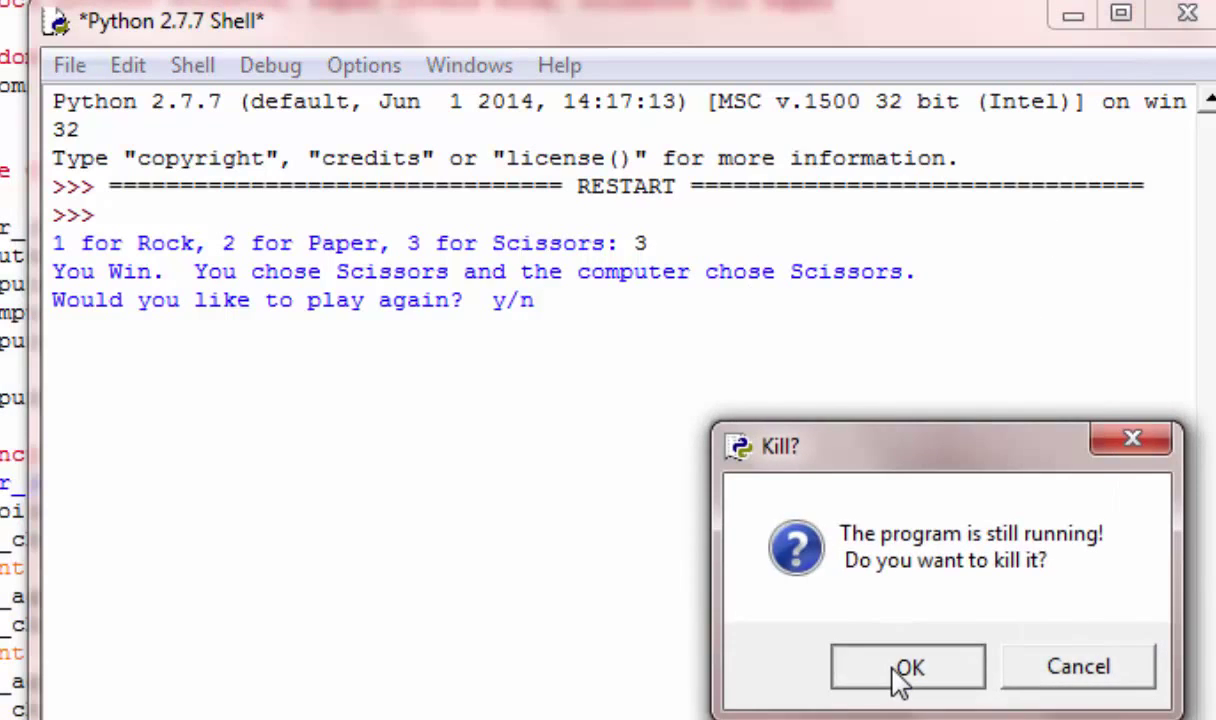 *Python 2.7.7 Shell*
File Edit Shell Debug Options Windows Help
Python 2.7.7 (default, Jun  1 2014, 14:17:13) [MSC v.1500 32 bit (Intel)] on win
32
Type "copyright", "credits" or "license()" for more information.
>>> ================================ RESTART ================================
>>>
1 for Rock, 2 for Paper, 3 for Scissors: 3
You Win.  You chose Scissors and the computer chose Scissors.
Would you like to play again?  y/n
Kill?
The program is still running!
Do you want to kill it?
OK Cancel